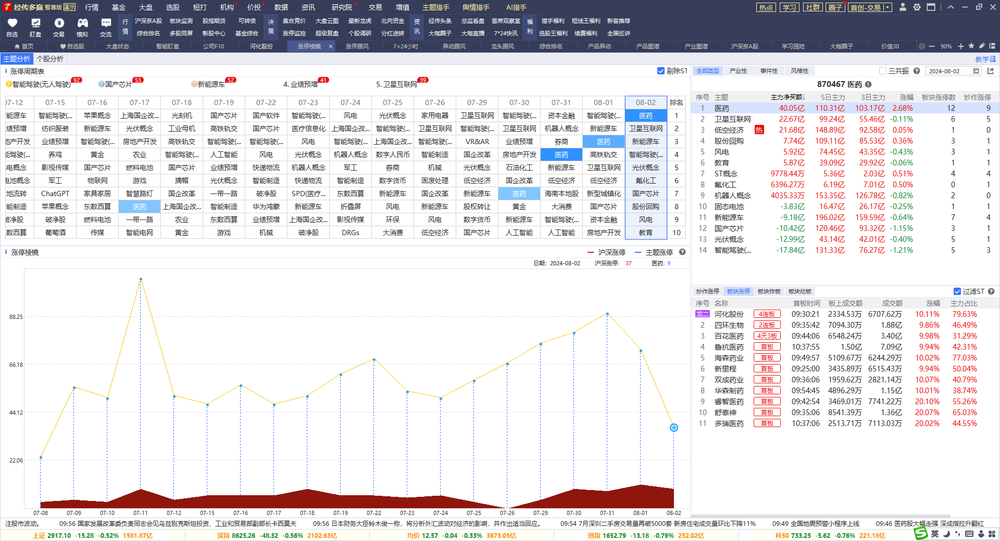 经传多赢 智尊版 演示 行情 基金 大盘 选股 短打 机构 价投 数据 资讯 研究院 交易 增值 主题猎手 舆情猎手 AI猎手 热点 学习 社群 圈子 首创-交易
自选 盯盘 交易 模拟 交流
行情 沪深京A股 板块监测 股指期货 可转债 决策 集合竞价 大盘云图 最新龙虎 北向资金 资讯 经传头条 总监看盘 首席观察室 福利 猎手福利 短线王福利 新客推荐
综合排名 多股同屏 新股中心 基金综合 涨停监控 超级复盘 个股调研 分红送转 大咖圈子 大咖直播 7*24快讯 选股王福利 续费福利 全国巡讲
首页 自选股 大盘状态 智能盯盘 公司F10 河化股份 涨停棱镜 × 涨停跟风 7×24小时 异动跟风 龙头跟风 综合排名 产品异动 产品图谱 产业图谱 沪深京A股 学习园地 大咖圈子 价值30 90%
主题分析 个股分析 教学
涨停周期表 剔除ST
1 智能驾驶(无人驾驶) 92 2 国产芯片 53 3 新能源车 52 4. 业绩预增 41 5. 卫星互联网 39
07-12 07-15 07-16 07-17 07-18 07-19 07-22 07-23 07-24 07-25 07-26 07-29 07-30 07-31 08-01 08-02 排名
能源车 智能驾驶(... 苹果概念 上海国企改... 光刻机 国产芯片 国产软件 智能驾驶(... 风电 光伏概念 家用电器 卫星互联网 智能驾驶(... 资本金融 智能驾驶(... 医药 1
绩预增 纺织服装 新能源车 光伏概念 工业母机 高铁轨交 国产芯片 医疗信息化 上海国企改... 智能驾驶(... 卫星互联网 智能驾驶(... 卫星互联网 机器人概念 新能源车 卫星互联网 2
地产开发 业绩预增 智能驾驶(... 房地产开发 高铁轨交 智能驾驶(... 智能驾驶(... 风电 智能驾驶(... 上海国企改... 智能驾驶(... VR&AR 业绩预增 券商 医药 新能源车 3
能驾驶(... 养鸡 黄金 农业 智能驾驶(... 人工智能 风电 光伏概念 机器人概念 数字人民币 智能制造 国企改革 房地产开发 医药 高铁轨交 智能驾驶(... 4
电概念 影视传媒 国产芯片 燃料电池 国产芯片 业绩预增 快递物流 机器人概念 军工 券商 机械 光伏概念 石油化工 新能源车 卫星互联网 光伏概念 5
电池概念 军工 物联网 游戏 摘帽 光伏概念 智能制造 快递物流 智能制造 数字货币 固废处理 低空经济 国企改革 低空经济 低空经济 氟化工 6
地流转 ChatGPT 家具家居 智慧路灯 国企改革 一带一路 破净股 SPD(医疗... 东数西算 新能源车 国企改革 新能源车 医药 海南本地股 新型城镇化 国产芯片 7
能制造 苹果概念 东数西算 医药 上海国企改... 智能制造 华为鸿蒙 新能源车 折叠屏 风电 新能源车 股权转让 黄金 大消费 国产芯片 股份回购 8
破净股 破净股 燃料电池 一带一路 农业 东数西算 业绩预增 上海国企改... 影视传媒 环保 风电 数字货币 新能源车 智能驾驶(... 资本金融 风电 9
数西算 葡萄酒 传媒 智能电网 黄金 游戏 机械 破净股 DRGs 大消费 低空经济 国产芯片 人工智能 人工智能 房地产开发 教育 10
涨停棱镜 沪深涨停 主题涨停
日期: 2024-08-02 沪深涨停: 37 医药: 9
88.25
66.18
44.12
22.06
07-08 07-09 07-10 07-11 07-12 07-15 07-16 07-17 07-18 07-19 07-22 07-23 07-24 07-25 07-26 07-29 07-30 07-31 08-01 08-02
全部类型 产业性 事件性 风格性 三共振 2024-08-02
870467 医药
序号 主题 主力净买额↓ 5日主力 3日主力 涨幅 板块涨停数 炒作涨停
1 医药 40.05亿 110.31亿 103.17亿 2.68% 12 9
2 卫星互联网 22.67亿 99.24亿 55.46亿 -0.11% 6 5
3 低空经济 热 21.68亿 148.89亿 92.58亿 0.05% 1 0
4 股份回购 7.74亿 109.11亿 85.53亿 0.36% 3 1
5 风电 5.92亿 74.45亿 43.35亿 -0.43% 3 1
6 教育 5.87亿 39.09亿 29.92亿 -0.06% 1 1
7 ST概念 9778.44万 5.36亿 2.03亿 0.51% 4 4
8 氟化工 6396.27万 6.19亿 7.01亿 0.50% 0 1
9 机器人概念 4035.33万 153.35亿 126.78亿 -0.82% 2 0
10 固态电池 -3.83亿 16.47亿 26.17亿 -0.25% 1 1
11 新能源车 -9.18亿 196.02亿 159.59亿 -0.64% 7 4
12 国产芯片 -10.42亿 120.46亿 93.32亿 -1.15% 3 1
13 光伏概念 -12.99亿 43.14亿 42.01亿 -0.40% 5 1
14 智能驾驶(... -17.84亿 131.33亿 76.27亿 -1.21% 5 3
炒作涨停 板块涨停 板块炸板 板块烂板 过滤ST
序号 名称 首板时间 板上成交额 成交额 涨幅 主力占比
龙二 河化股份 4连板 09:30:21 2334.53万 6707.62万 10.11% 79.63%
2 四环生物 2连板 09:35:42 7094.30万 1.88亿 9.86% 46.49%
3 百花医药 4天3板 09:44:06 6548.24万 3.40亿 9.98% 31.29%
4 鲁抗医药 首板 10:37:55 1.50亿 7.09亿 9.94% 42.31%
5 海森药业 首板 09:49:57 5109.67万 6244.29万 10.02% 77.03%
6 新里程 首板 09:25:00 3435.89万 6515.43万 9.94% 50.04%
7 双成药业 首板 09:36:06 1959.62万 2821.14万 10.07% 40.79%
8 华森制药 首板 09:54:45 4896.29万 1.15亿 10.01% 38.74%
9 睿智医药 首板 09:42:54 3469.01万 7741.22万 20.10% 55.26%
10 舒泰神 首板 09:35:06 8541.39万 1.36亿 20.07% 65.03%
11 多瑞医药 首板 10:37:06 2513.71万 7113.03万 20.02% 44.55%
注股市波动。 09:56 国家发展改革委负责同志会见乌兹别克斯坦投资、工业和贸易部副部长卡西莫夫 09:56 日本财务大臣铃木俊一称，将分析外汇波动对经济的影响，并作出适当回应。 09:54 7月深圳二手房交易量再破5000套 新房住宅成交量环比下降11% 09:49 全国地震预警小程序上线 09:46 医药股大幅走强 深成指拉升翻红
上证 2917.10 -15.28 -0.52% 1581.87亿 深指 8625.26 -48.32 -0.56% 2102.63亿 均价 12.57 -0.04 -0.33% 3673.05亿 创指 1652.79 -13.18 -0.79% 252.02亿 科50 733.25 -5.62 -0.76% 221.18亿 英